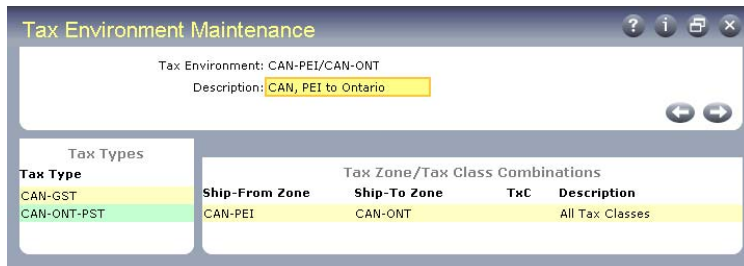 Tax Environment Maintenance
? i
Tax Environment: CAN-PEI/CAN-ONT
Description: CAN, PEI to Ontario
Tax Types
Tax Type
CAN-GST
CAN-ONT-PST
Tax Zone/Tax Class Combinations
Ship-From Zone Ship-To Zone TxC Description
CAN-PEI CAN-ONT All Tax Classes